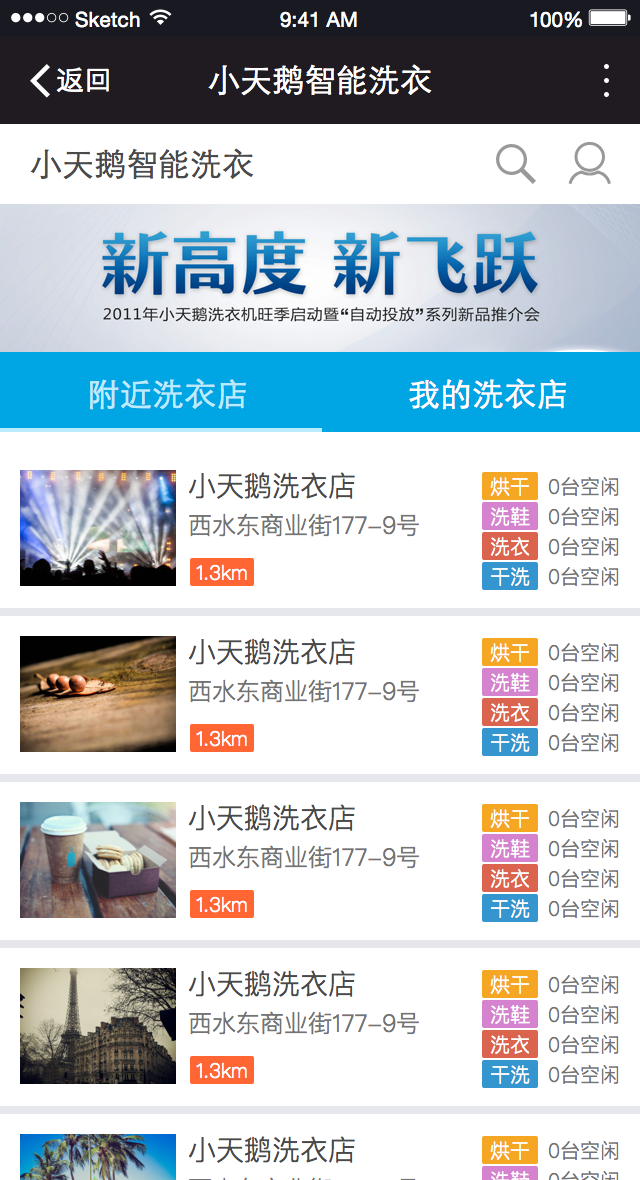 Sketch 9:41 AM 100%
返回 小天鹅智能洗衣
小天鹅智能洗衣
新高度 新飞跃
2011年小天鹅洗衣机旺季启动暨“自动投放”系列新品推介会
附近洗衣店 我的洗衣店
小天鹅洗衣店
西水东商业街177-9号
1.3km
烘干 0台空闲
洗鞋 0台空闲
洗衣 0台空闲
干洗 0台空闲
小天鹅洗衣店
西水东商业街177-9号
1.3km
烘干 0台空闲
洗鞋 0台空闲
洗衣 0台空闲
干洗 0台空闲
小天鹅洗衣店
西水东商业街177-9号
1.3km
烘干 0台空闲
洗鞋 0台空闲
洗衣 0台空闲
干洗 0台空闲
小天鹅洗衣店
西水东商业街177-9号
1.3km
烘干 0台空闲
洗鞋 0台空闲
洗衣 0台空闲
干洗 0台空闲
小天鹅洗衣店
烘干 0台空闲